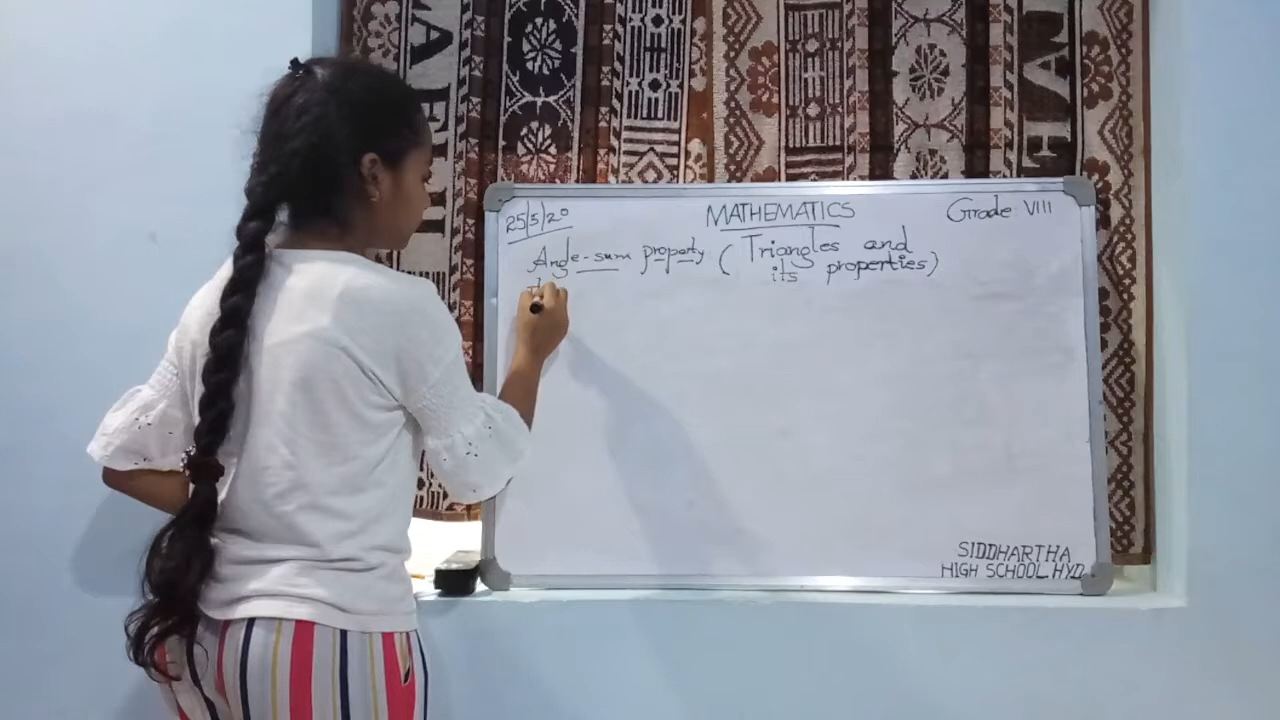 25/5/20
MATHEMATICS
Grade VIII
Angle-sum property (Triangles and
its properties)
SIDDHARTHA
HIGH SCHOOL, HYD